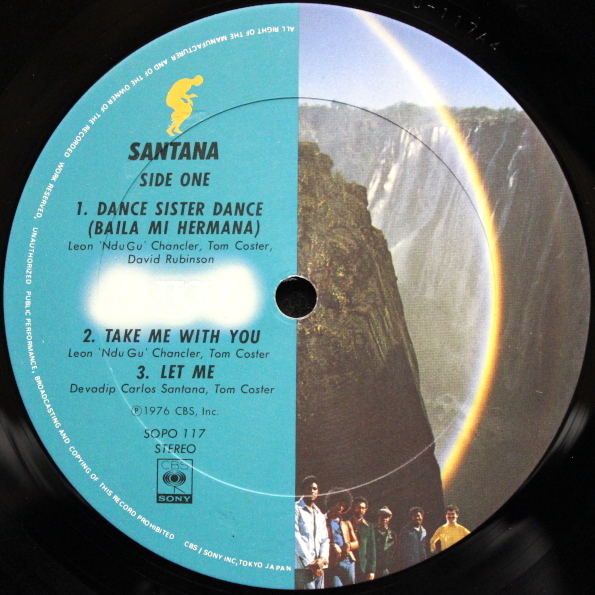 SANTANA
SIDE ONE
1. DANCE SISTER DANCE
(BAILA MI HERMANA)
Leon 'NduGu' Chancler, Tom Coster,
David Rubinson
2. TAKE ME WITH YOU
Leon 'NduGu' Chancler, Tom Coster
3. LET ME
Devadip Carlos Santana, Tom Coster
℗1976 CBS, Inc.
SOPO 117
STEREO
CBS
SONY
ALL RIGHT OF THE MANUFACTURER AND OF THE OWNER OF THE RECORDED WORK RESERVED. UNAUTHORIZED PUBLIC PERFORMANCE, BROADCASTING AND COPYING OF THIS RECORD PROHIBITED CBS / SONY INC, TOKYO JAPAN